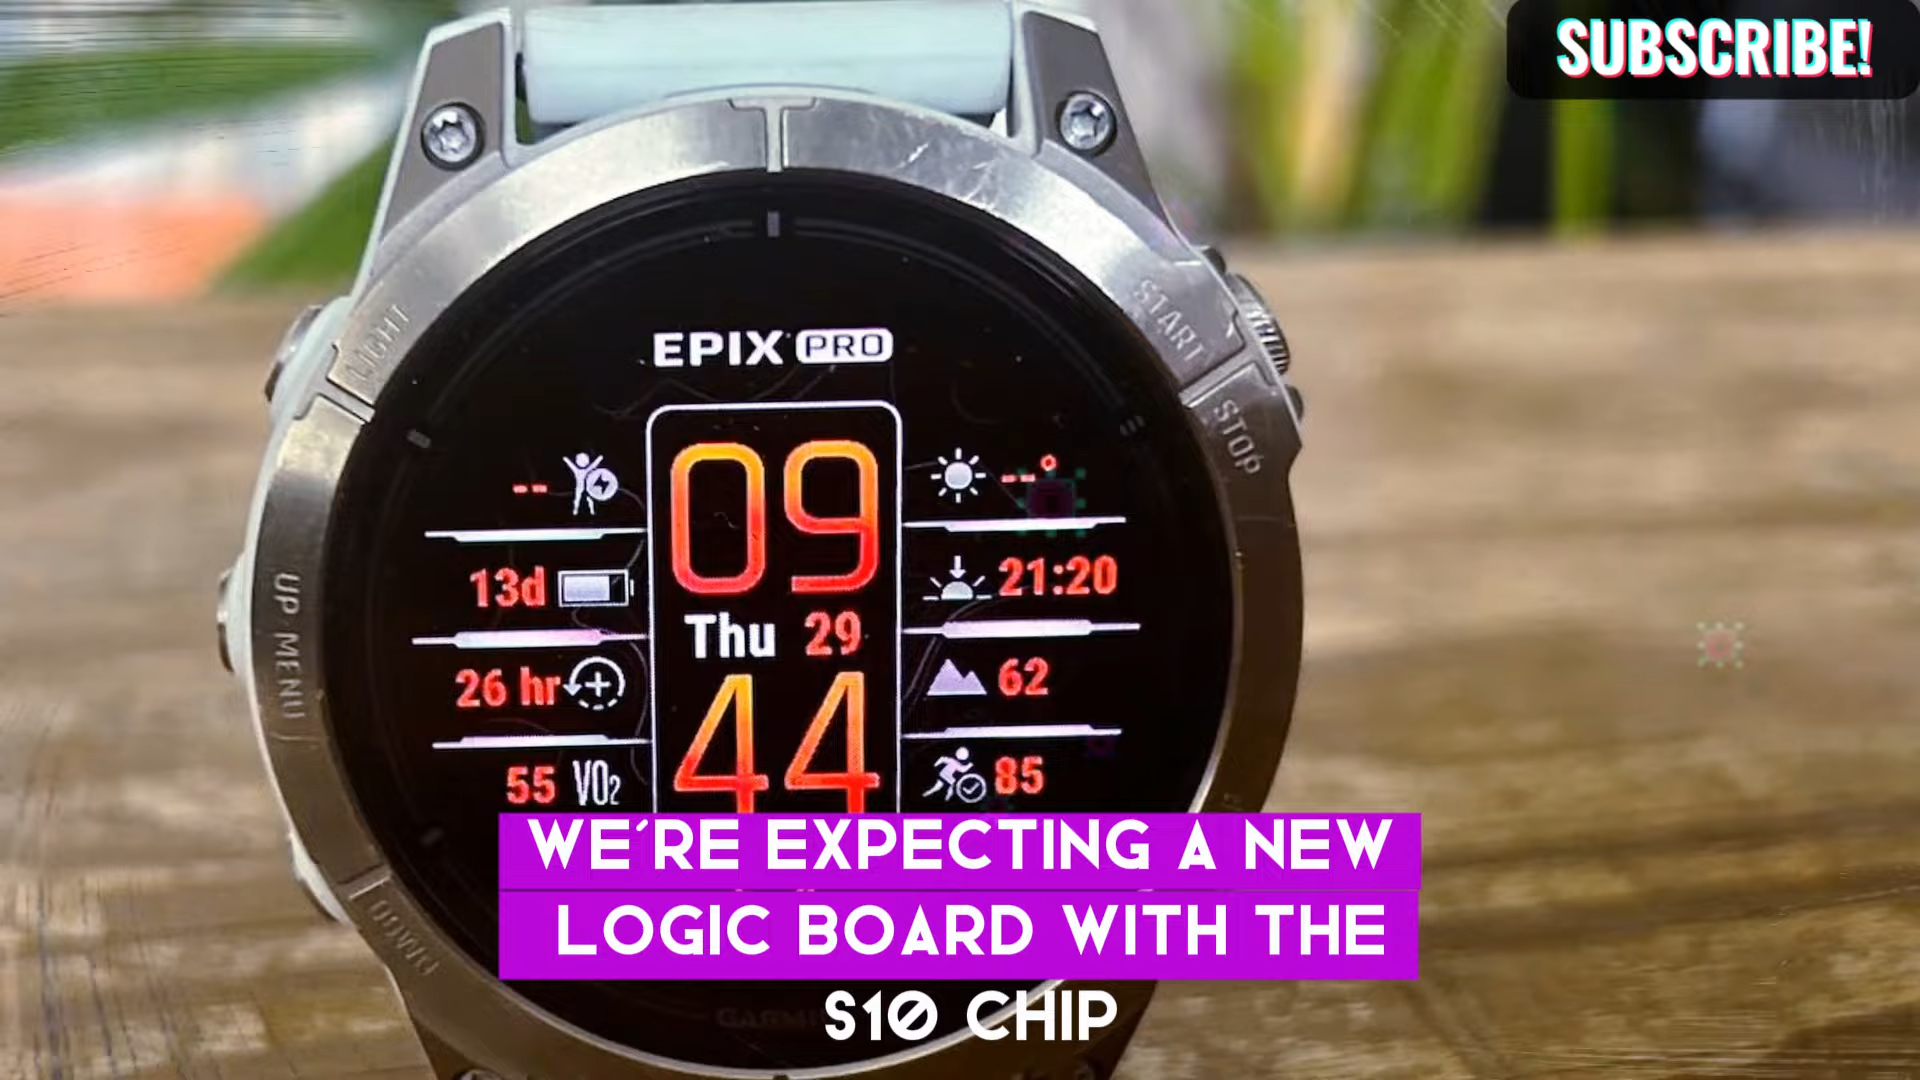 SUBSCRIBE!
LIGHT
START
STOP
UP MENU
DOWN
EPIX PRO
09
-- --°
13d 21:20
Thu 29
26 hr 62
44
55 VO2 85
WE'RE EXPECTING A NEW
LOGIC BOARD WITH THE
S10 CHIP
GARMIN